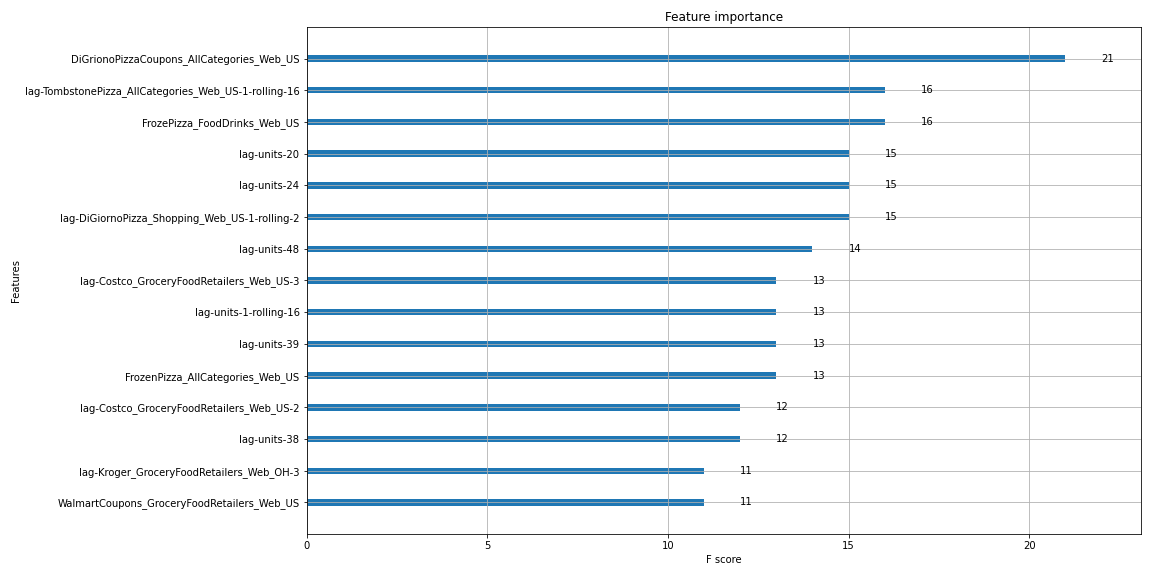 Feature importance
DiGrionoPizzaCoupons_AllCategories_Web_US
21
lag-TombstonePizza_AllCategories_Web_US-1-rolling-16
16
FrozePizza_FoodDrinks_Web_US
16
lag-units-20
15
lag-units-24
15
lag-DiGiornoPizza_Shopping_Web_US-1-rolling-2
15
lag-units-48
14
lag-Costco_GroceryFoodRetailers_Web_US-3
13
lag-units-1-rolling-16
13
lag-units-39
13
FrozenPizza_AllCategories_Web_US
13
lag-Costco_GroceryFoodRetailers_Web_US-2
12
lag-units-38
12
lag-Kroger_GroceryFoodRetailers_Web_OH-3
11
WalmartCoupons_GroceryFoodRetailers_Web_US
11
Features
0
5
10
15
20
F score